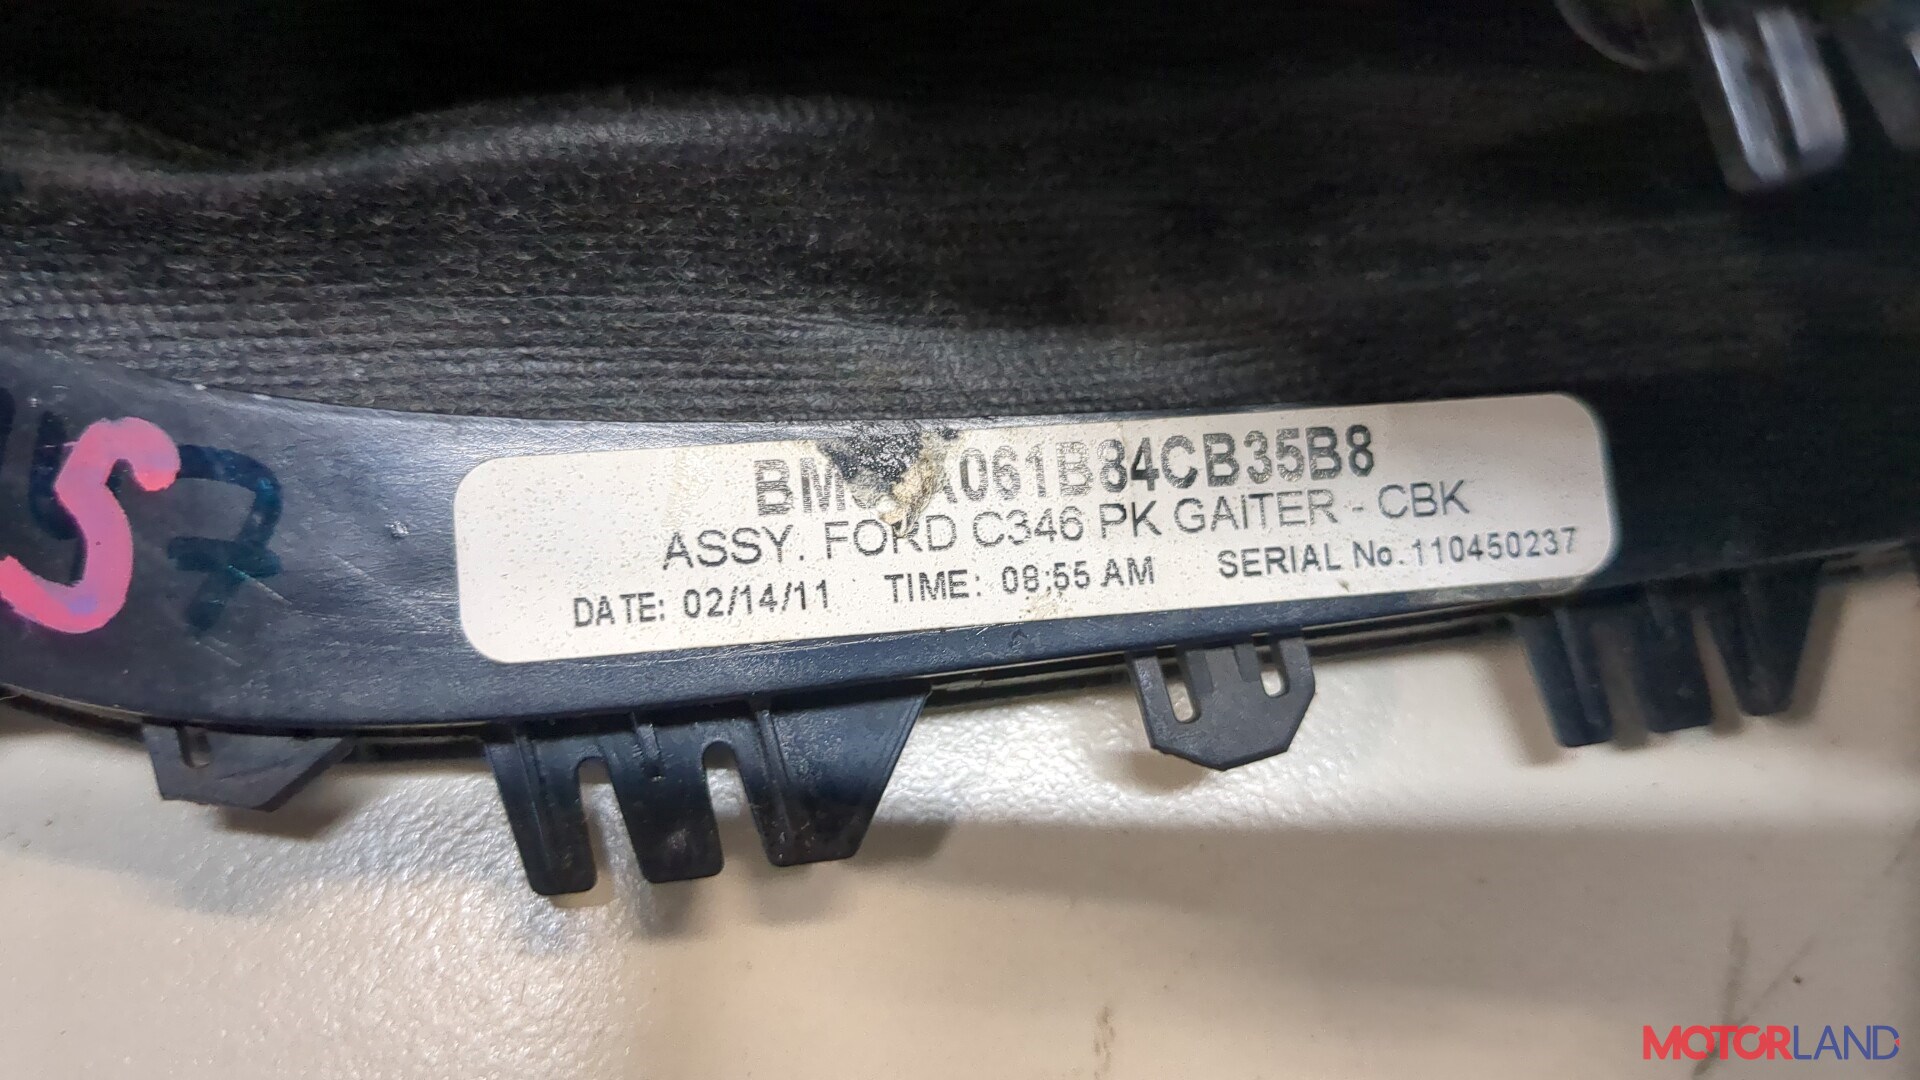 ASSY. FORD C346 PK GAITER - CBK
DATE: 02/14/11 TIME: 08:55 AM SERIAL No. 110450237
MOTORLAND